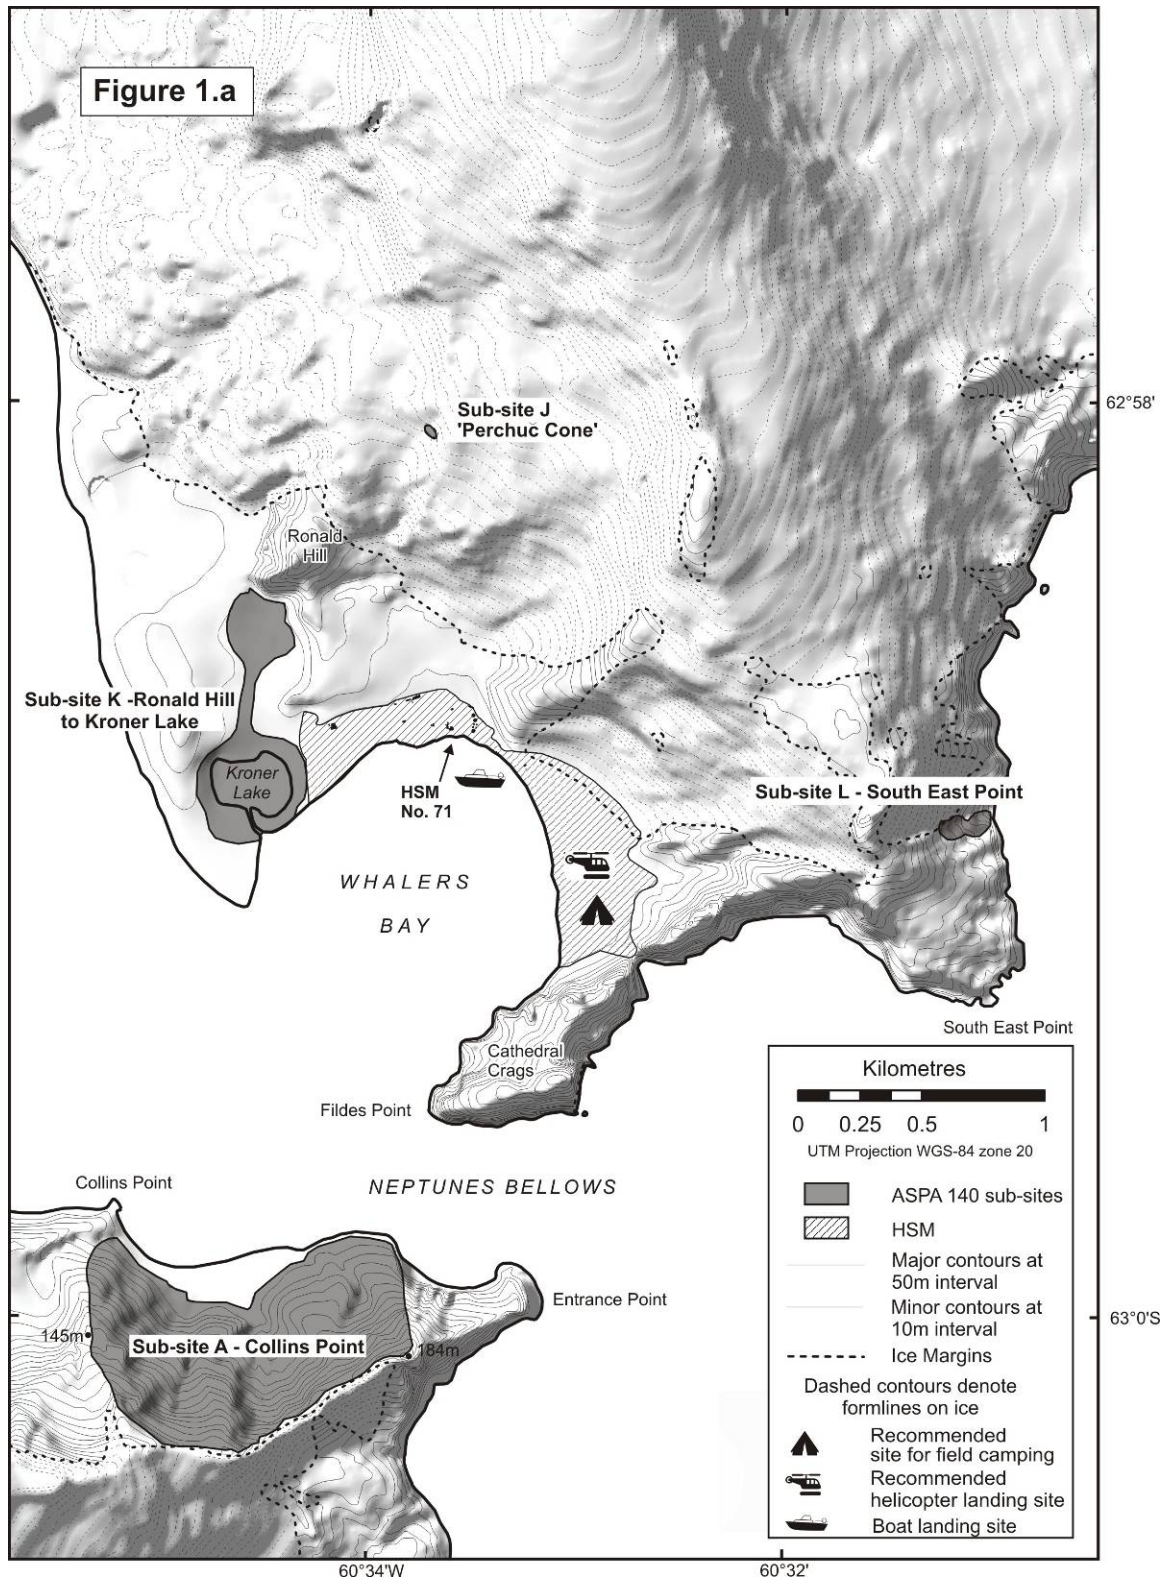 Figure 1.a
Sub-site J
'Perchuc Cone'
62°58'
Ronald
Hill
Sub-site K -Ronald Hill
to Kroner Lake
Kroner
Lake
HSM
No. 71
Sub-site L - South East Point
WHALERS
BAY
South East Point
Cathedral
Crags
Fildes Point
Collins Point
NEPTUNES BELLOWS
Entrance Point
145m
Sub-site A - Collins Point
184m
63°0'S
Kilometres
0 0.25 0.5 1
UTM Projection WGS-84 zone 20
ASPA 140 sub-sites
HSM
Major contours at
50m interval
Minor contours at
10m interval
Ice Margins
Dashed contours denote
formlines on ice
Recommended
site for field camping
Recommended
helicopter landing site
Boat landing site
60°34'W
60°32'